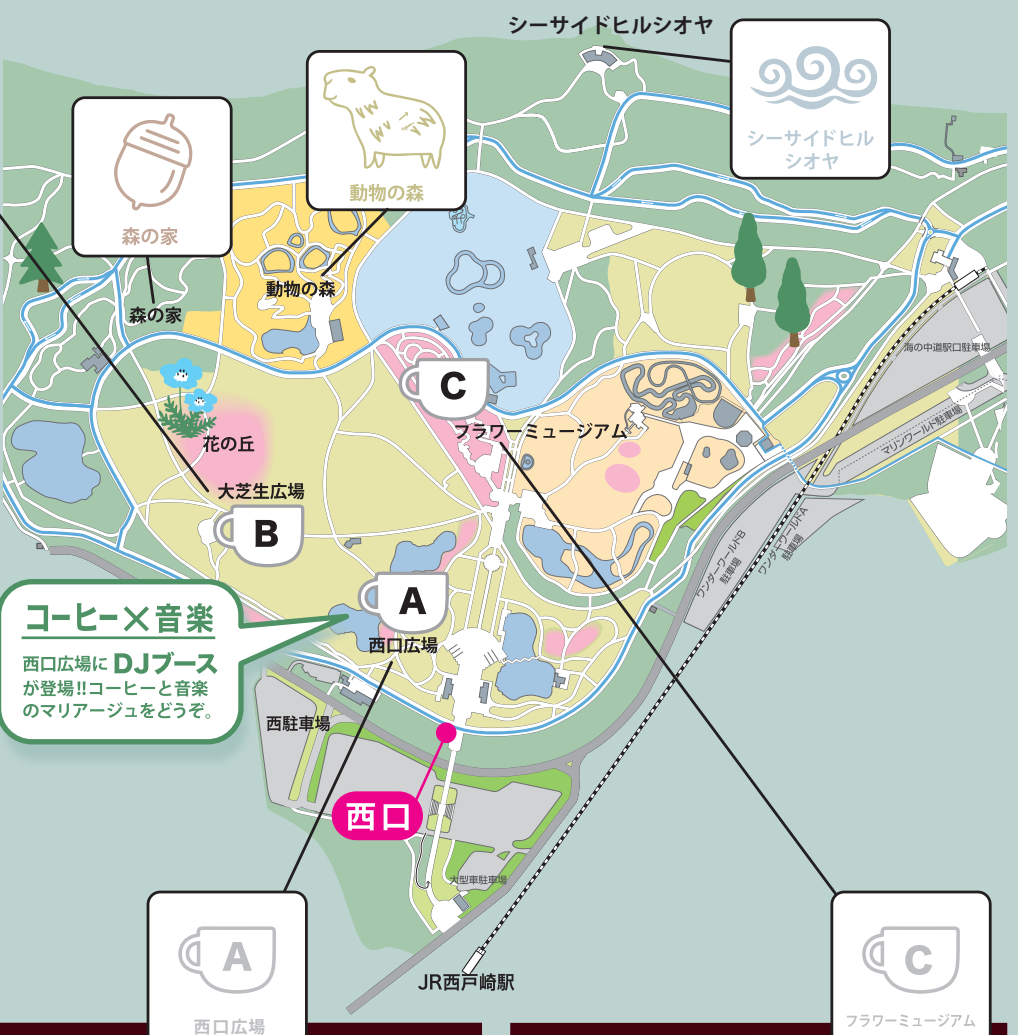 シーサイドヒルシオヤ
シーサイドヒル
シオヤ
動物の森
森の家
動物の森
森の家
海の中道駅口駐車場
C
フラワーミュージアム
マリンワールド駐車場
花の丘
大芝生広場
B
ワンダーワールドA
駐車場
ワンダーワールドB
駐車場
A
西口広場
コーヒー×音楽
西口広場に DJブース
が登場!!コーヒーと音楽
のマリアージュをどうぞ。
西駐車場
西口
大型車駐車場
JR西戸崎駅
A
西口広場
C
フラワーミュージアム